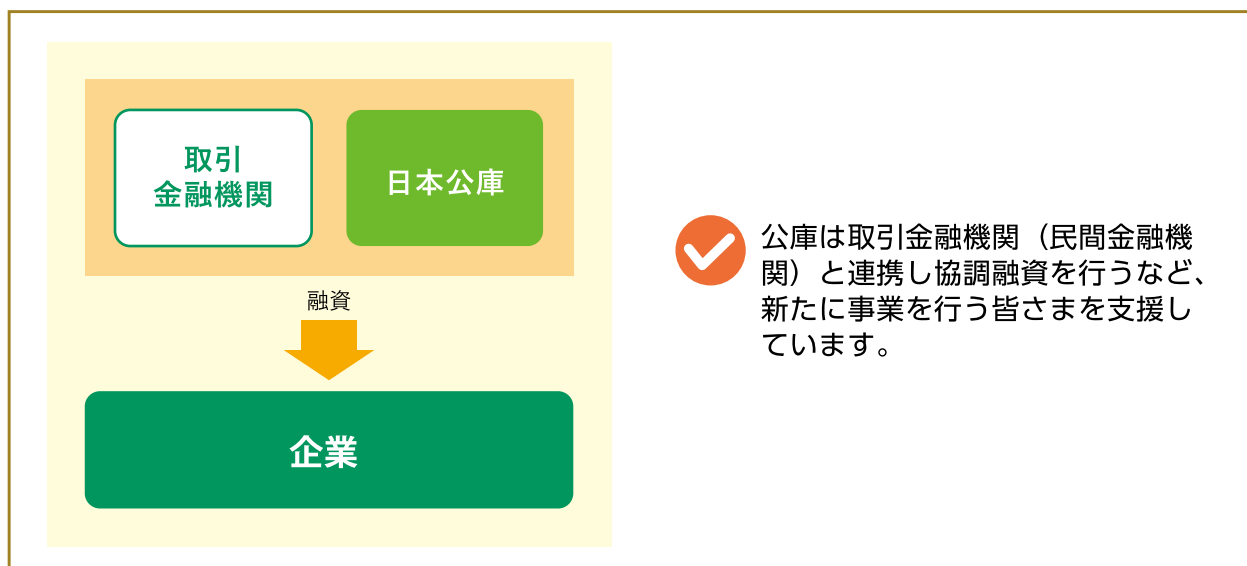 取引
金融機関
日本公庫
融資
企業
公庫は取引金融機関（民間金融機
関）と連携し協調融資を行うなど、
新たに事業を行う皆さまを支援し
ています。